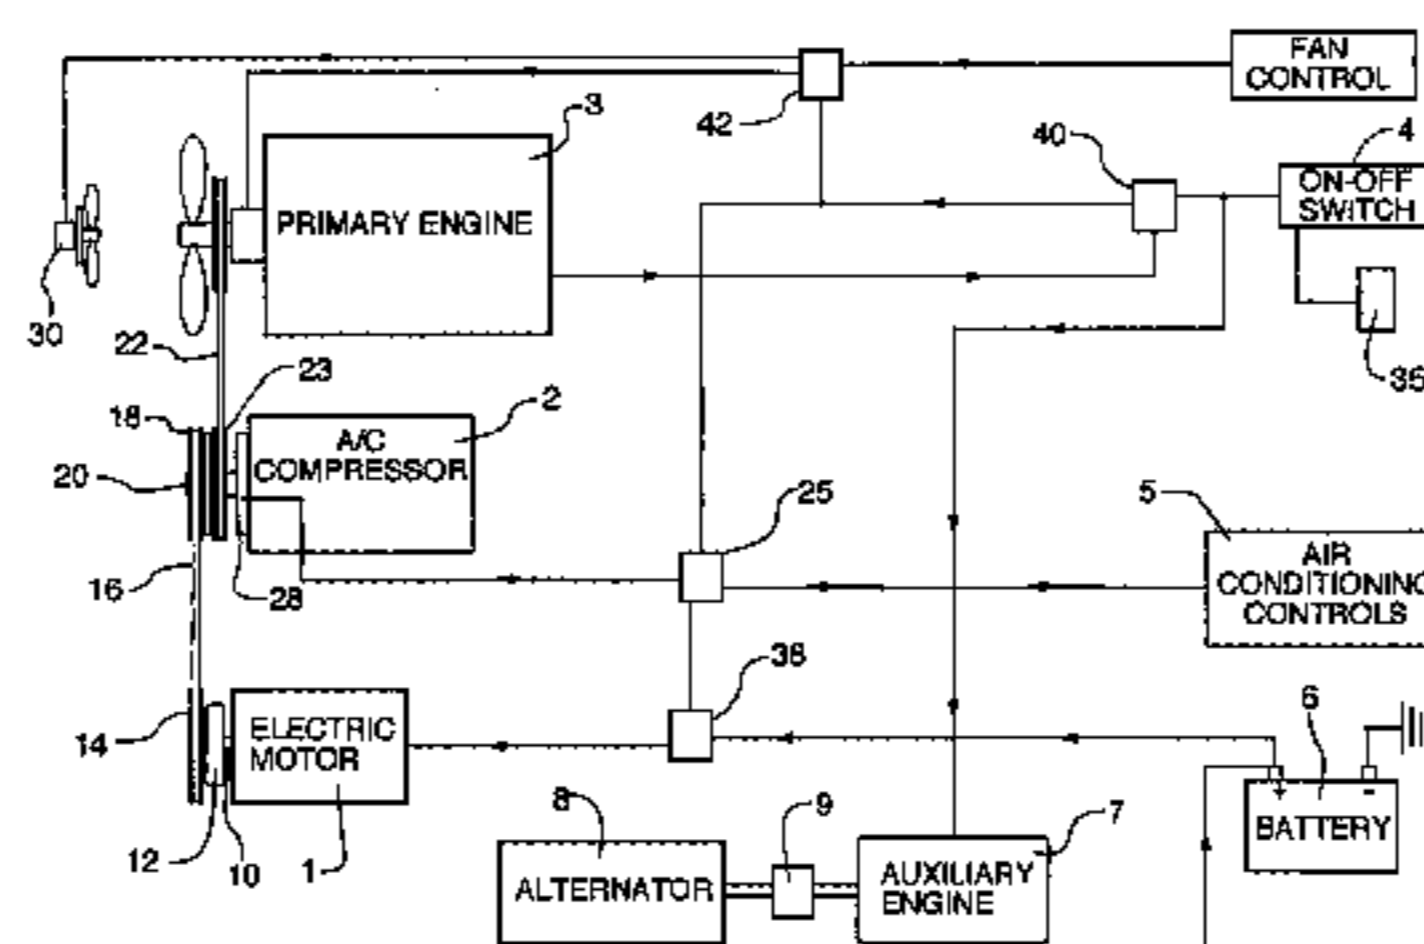 FAN
CONTROL
3
42
40
4
ON-OFF
SWITCH
PRIMARY ENGINE
30
22
23
35
18
2
A/C
COMPRESSOR
20
25
5
AIR
CONDITIONING
CONTROLS
16
28
38
6
14
ELECTRIC
MOTOR
+
-
BATTERY
8
9
7
12
10
1
ALTERNATOR
AUXILIARY
ENGINE